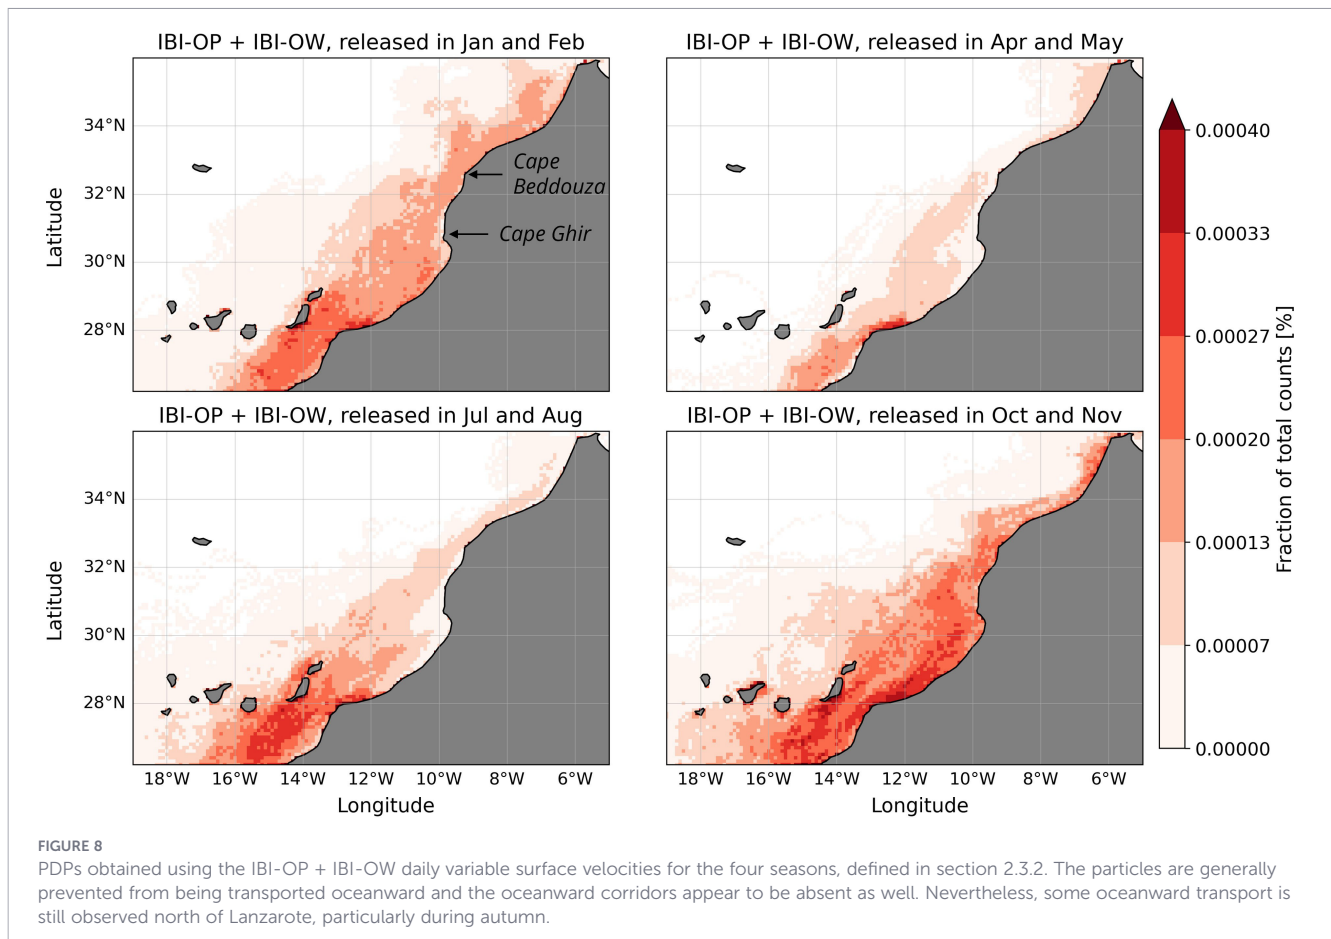 IBI-OP + IBI-OW, released in Jan and Feb
IBI-OP + IBI-OW, released in Apr and May
34°N
32°N
30°N
28°N
Latitude
Cape
Beddouza
Cape Ghir
IBI-OP + IBI-OW, released in Jul and Aug
IBI-OP + IBI-OW, released in Oct and Nov
34°N
32°N
30°N
28°N
Latitude
18°W 16°W 14°W 12°W 10°W 8°W 6°W
Longitude
18°W 16°W 14°W 12°W 10°W 8°W 6°W
Longitude
0.00040
0.00033
0.00027
0.00020
0.00013
0.00007
0.00000
Fraction of total counts [%]
FIGURE 8
PDPs obtained using the IBI-OP + IBI-OW daily variable surface velocities for the four seasons, defined in section 2.3.2. The particles are generally
prevented from being transported oceanward and the oceanward corridors appear to be absent as well. Nevertheless, some oceanward transport is
still observed north of Lanzarote, particularly during autumn.